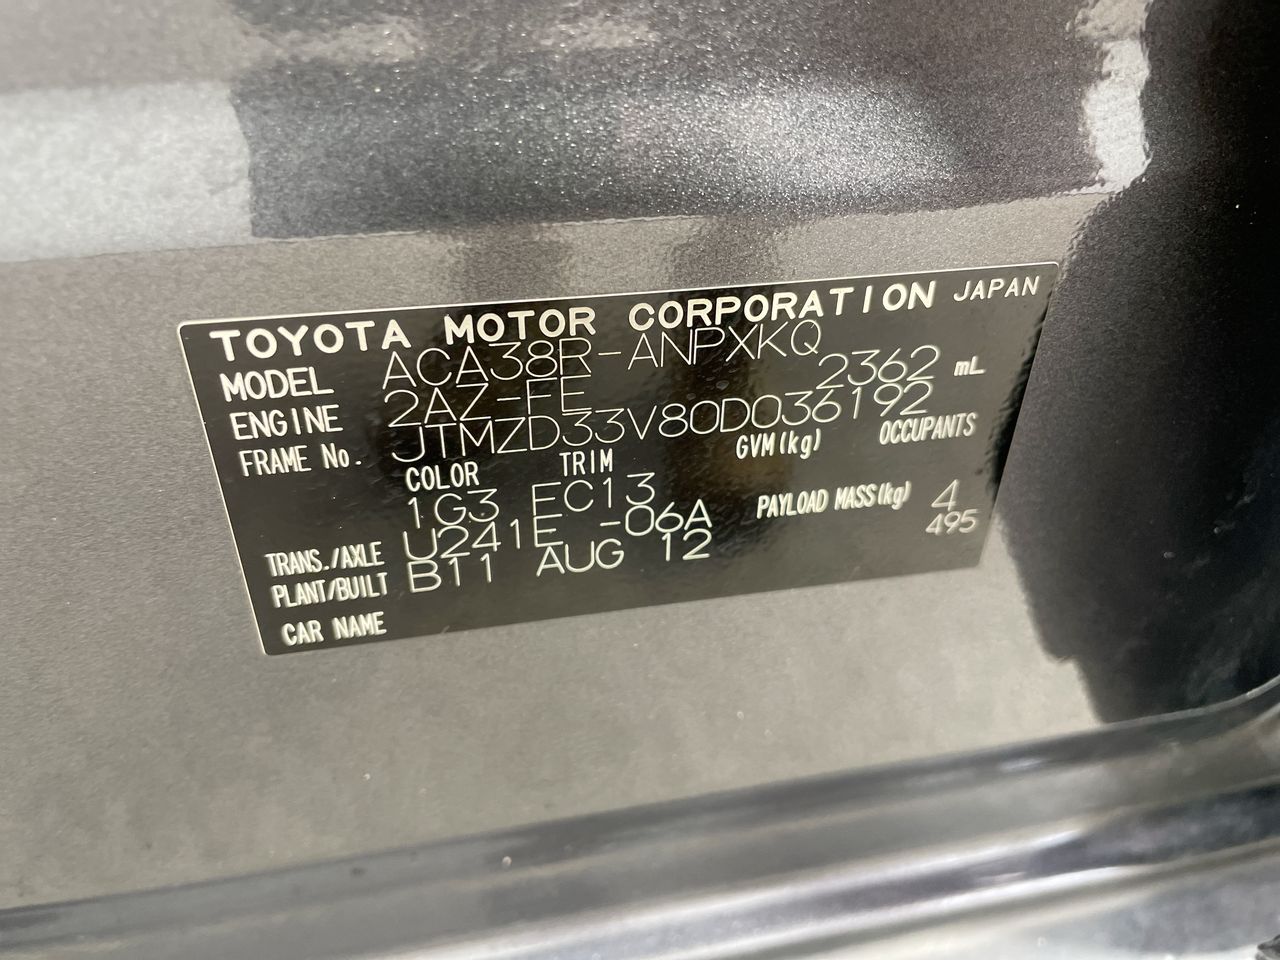 TOYOTA MOTOR CORPORATION JAPAN
MODEL ACA38R-ANPXKQ
ENGINE 2AZ-FE 2362 mL
FRAME No. JTMZD33V80D036192
COLOR TRIM GVM(kg) OCCUPANTS
1G3 FC13 4
TRANS./AXLE U241E -06A PAYLOAD MASS(kg) 495
PLANT/BUILT B11 AUG 12
CAR NAME